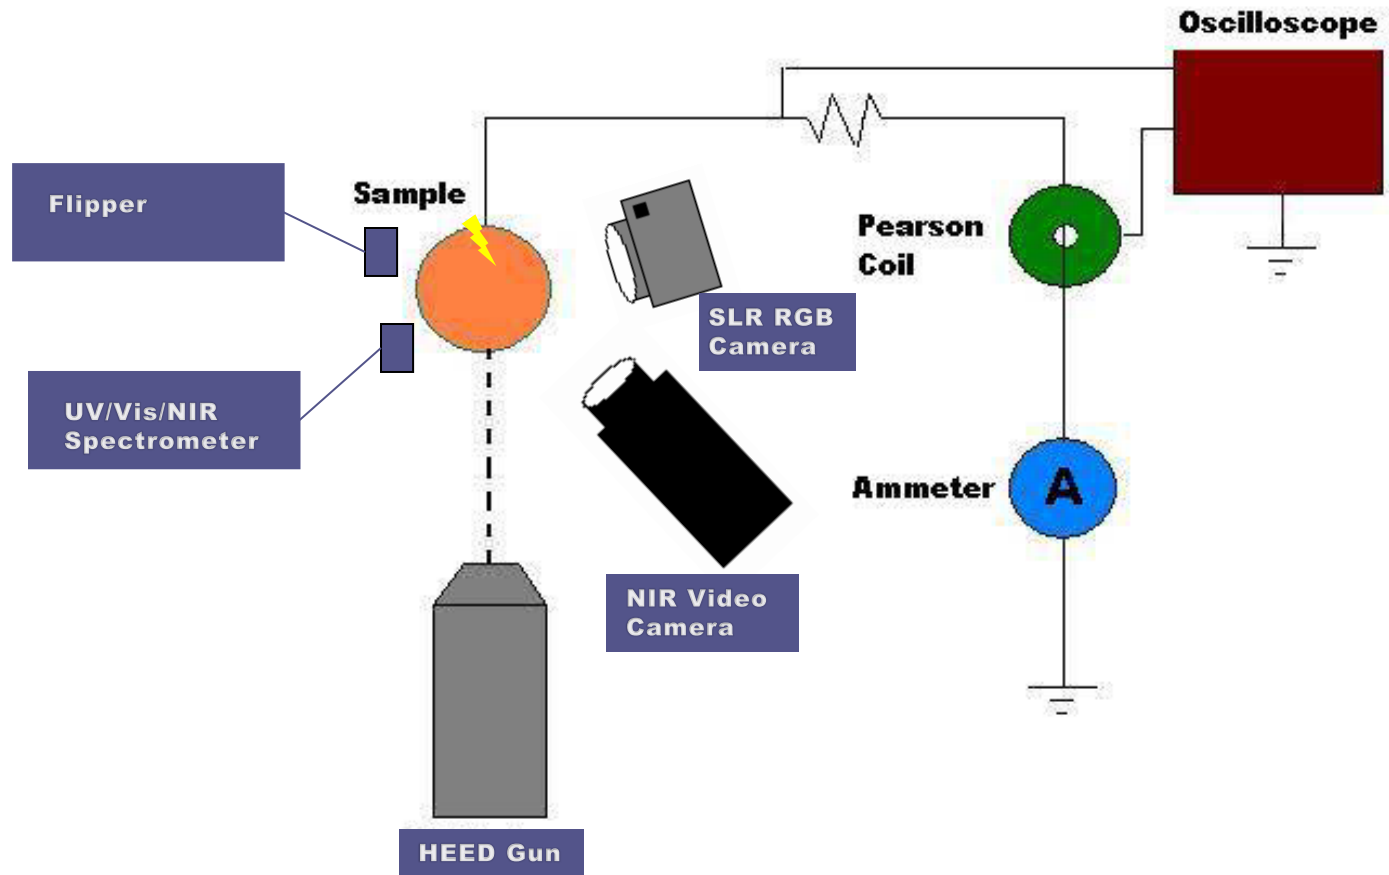 Oscilloscope
Flipper
Sample
Pearson
Coil
SLR RGB
Camera
UV/Vis/NIR
Spectrometer
Ammeter
A
NIR Video
Camera
HEED Gun